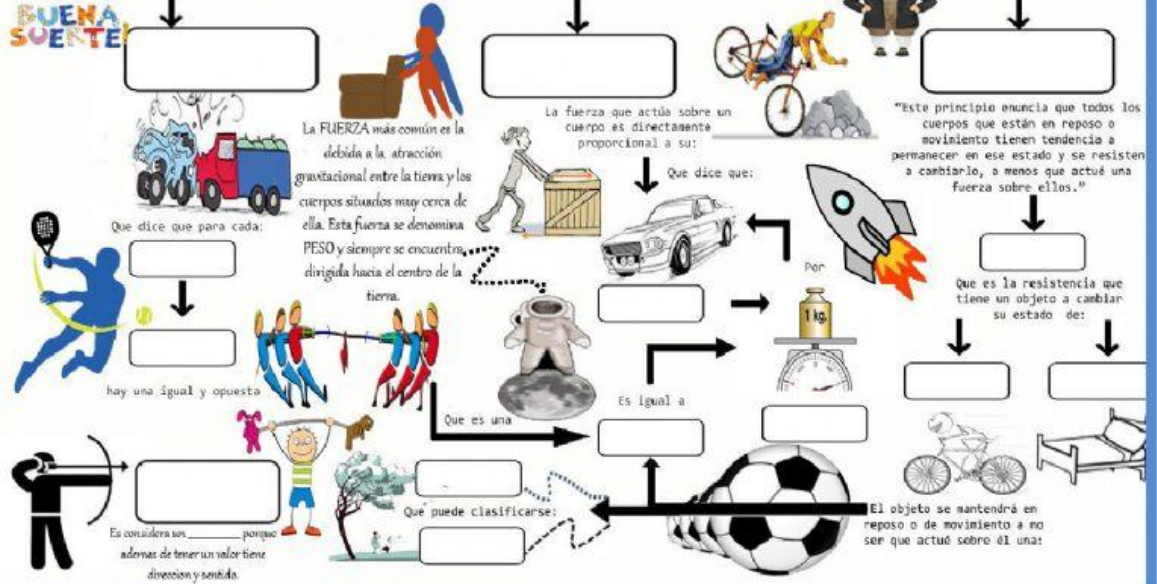 BUENA
SUERTE!
La FUERZA más común es la
debida a la atracción
gravitacional entre la tierra y los
cuerpos situados muy cerca de
ella. Esta fuerza se denomina
PESO y siempre se encuentra
dirigida hacia el centro de la
tierra.
La fuerza que actúa sobre un
cuerpo es directamente
proporcional a su:
Que dice que:
"Este principio enuncia que todos los
cuerpos que están en reposo o
movimiento tienen tendencia a
permanecer en ese estado y se resisten
a cambiarlo, a menos que actué una
fuerza sobre ellos."
Que dice que para cada:
Por
1 kg.
Que es la resistencia que
tiene un objeto a cambiar
su estado de:
hay una igual y opuesta
Es igual a
Que es una
Que puede clasificarse:
El objeto se mantendrá en
reposo o de movimiento a no
ser que actué sobre él una:
Es considera un ________ porque
ademas de tener un valor tiene
direccion y sentido.